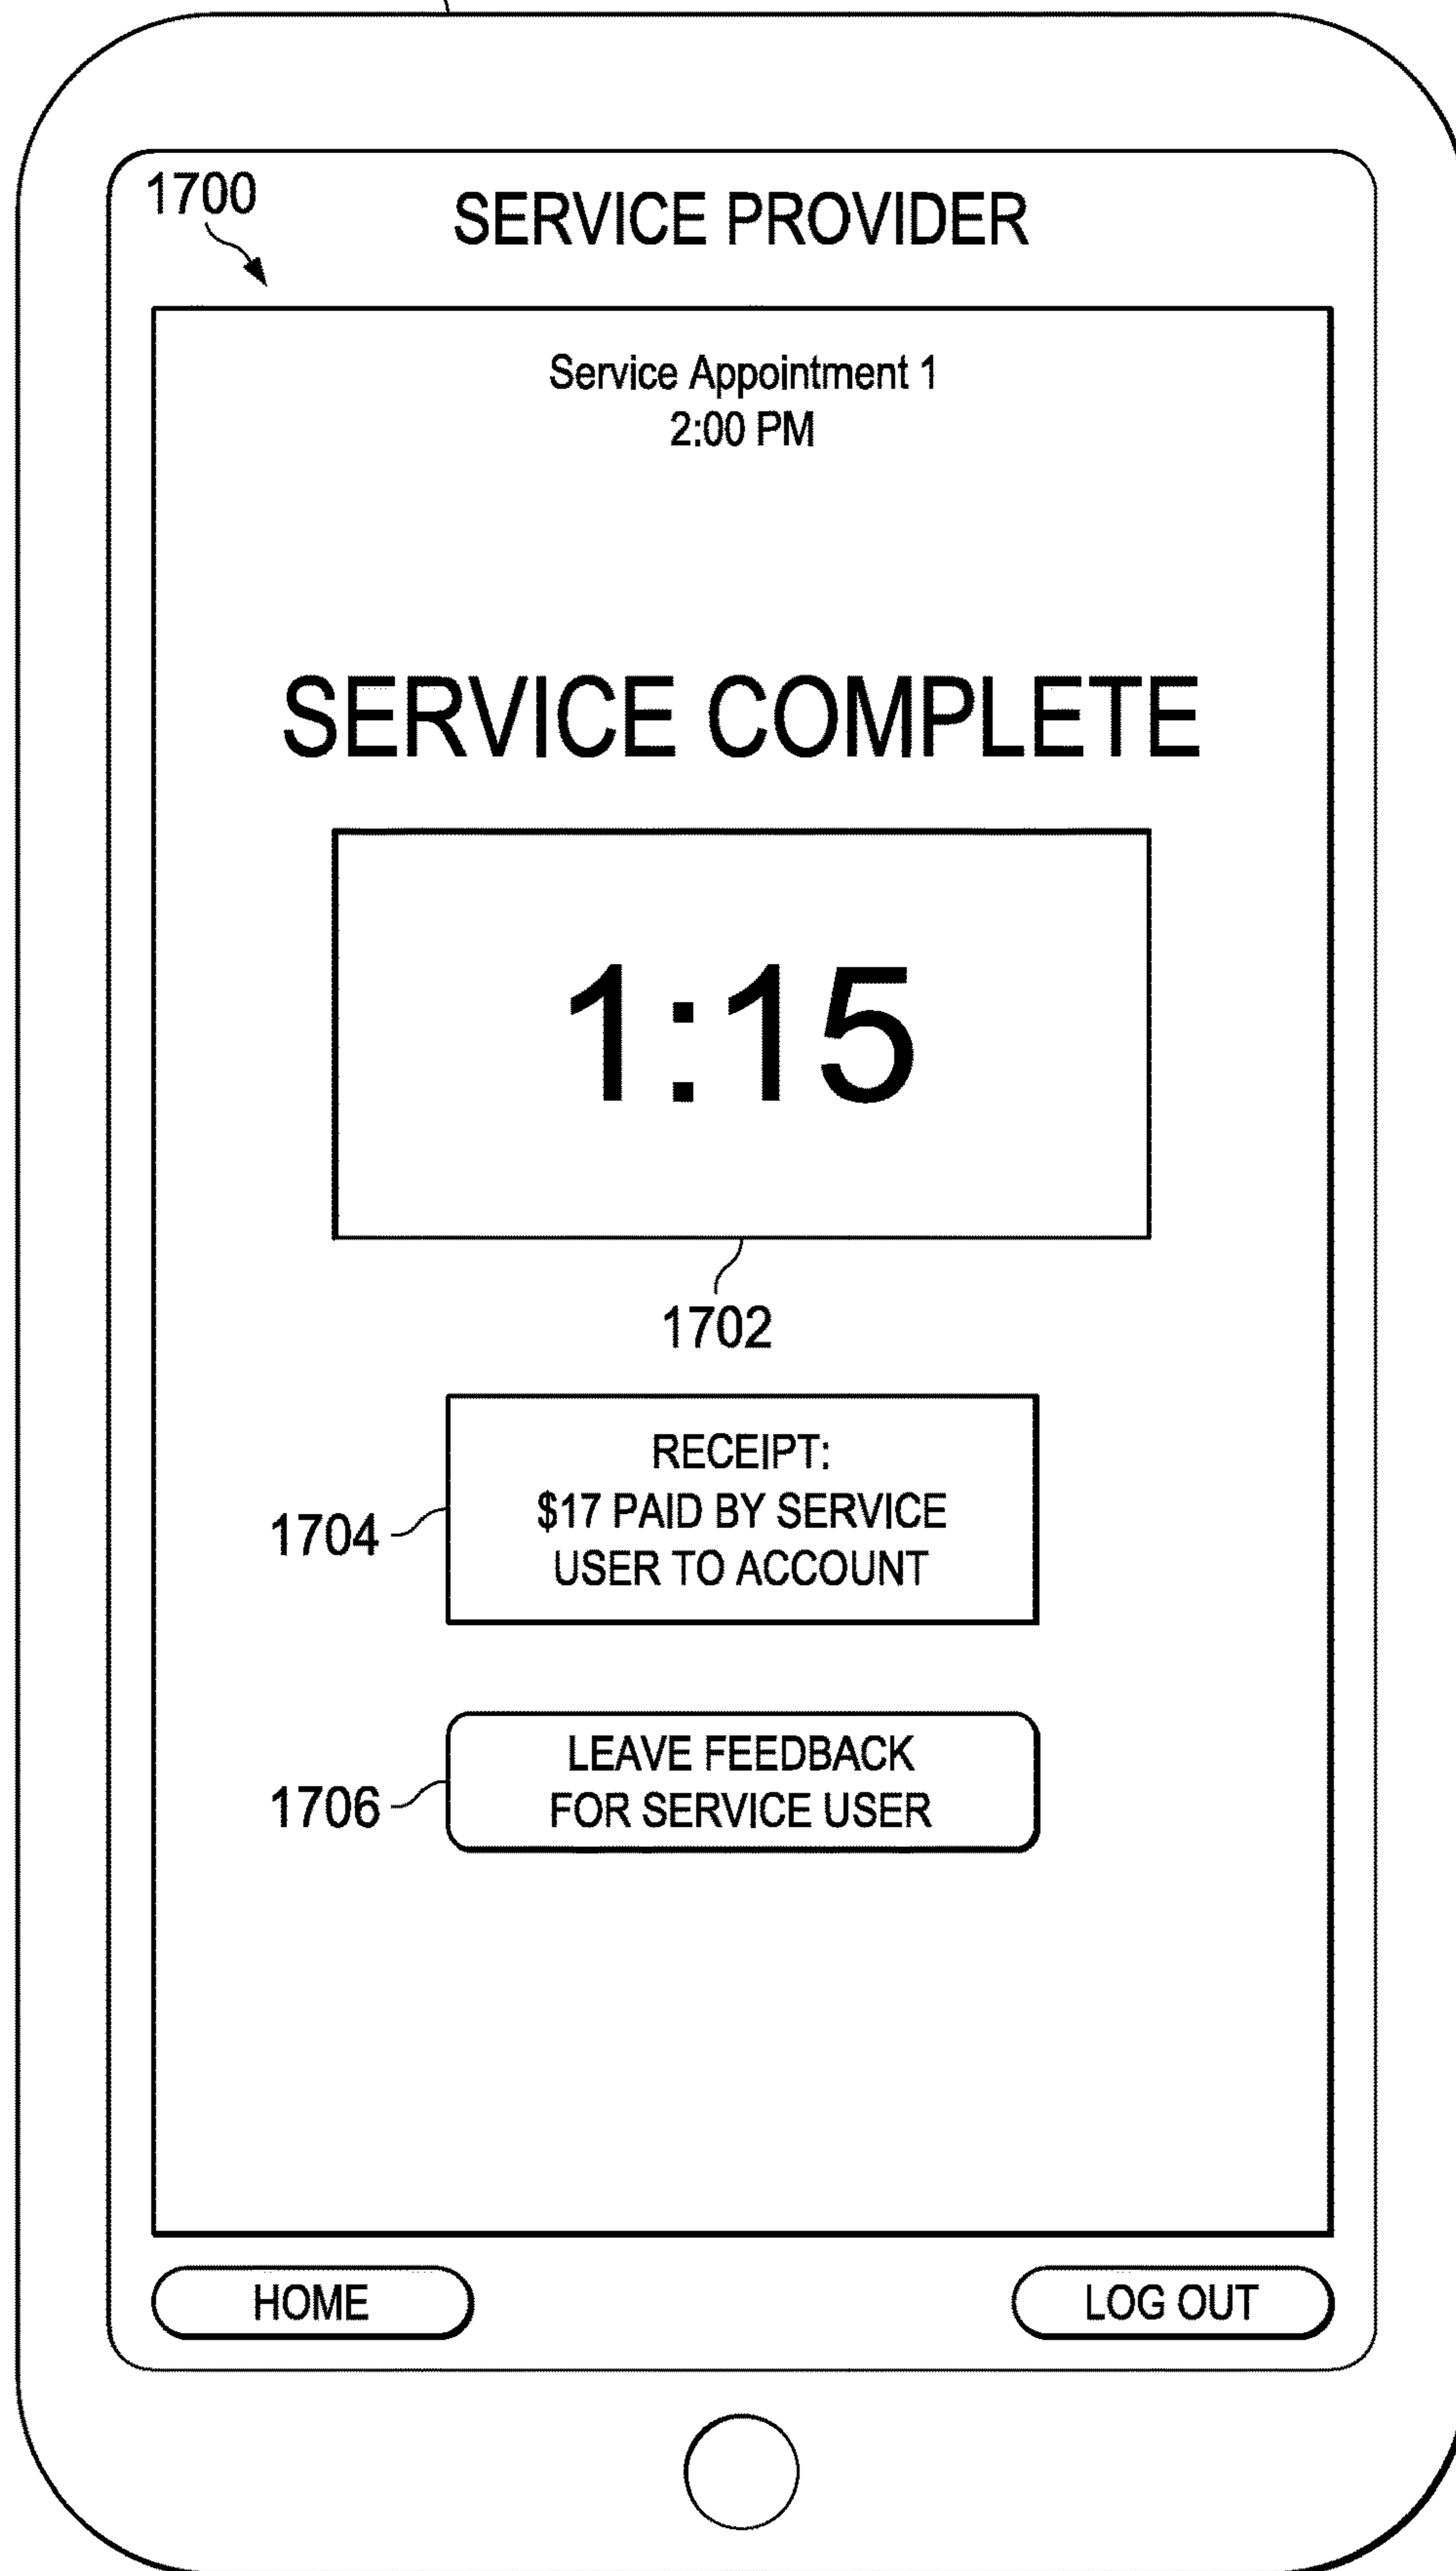 1700
SERVICE PROVIDER
Service Appointment 1
2:00 PM
SERVICE COMPLETE
1:15
1702
RECEIPT:
$17 PAID BY SERVICE
USER TO ACCOUNT
1704
LEAVE FEEDBACK
FOR SERVICE USER
1706
HOME
LOG OUT